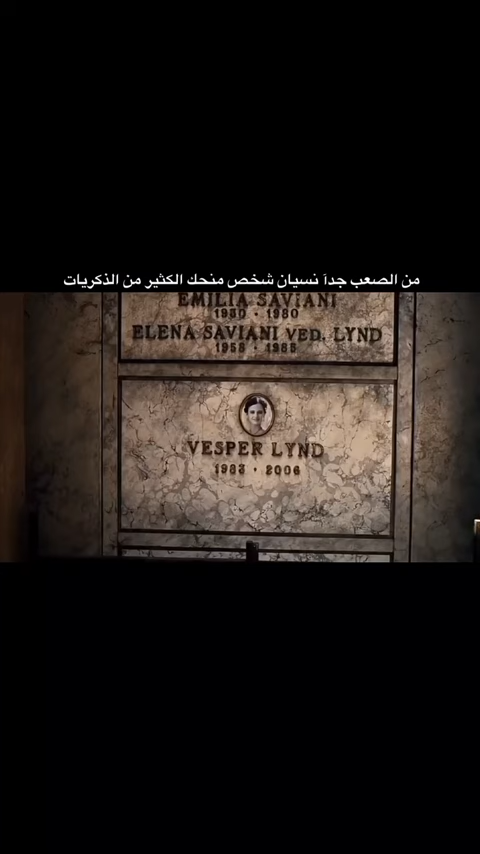 من الصعب جداً نسيان شخص منحك الكثير من الذكريات
EMILIA SAVIANI
1930 · 1980
ELENA SAVIANI VED. LYND
1958 · 1985
VESPER LYND
1983 · 2006